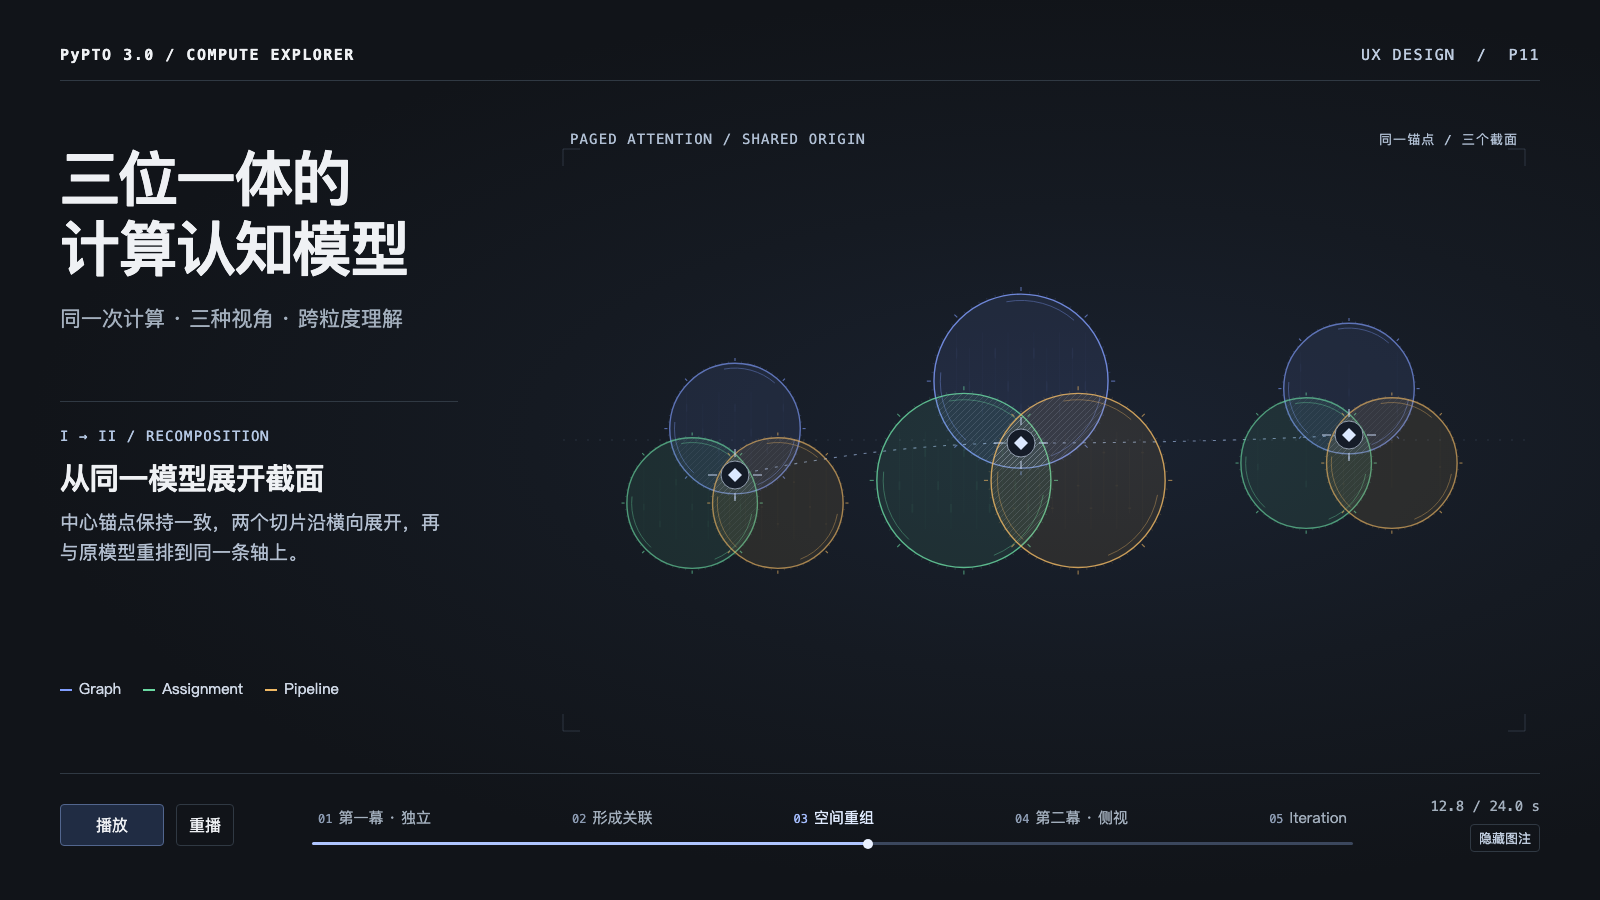 PyPTO 3.0 / COMPUTE EXPLORER
UX DESIGN / P11
三位一体的
计算认知模型
同一次计算 · 三种视角 · 跨粒度理解
I → II / RECOMPOSITION
从同一模型展开截面
中心锚点保持一致，两个切片沿横向展开，再
与原模型重排到同一条轴上。
Graph
Assignment
Pipeline
PAGED ATTENTION / SHARED ORIGIN
同一锚点 / 三个截面
播放
重播
01 第一幕 · 独立
02 形成关联
03 空间重组
04 第二幕 · 侧视
05 Iteration
12.8 / 24.0 s
隐藏图注